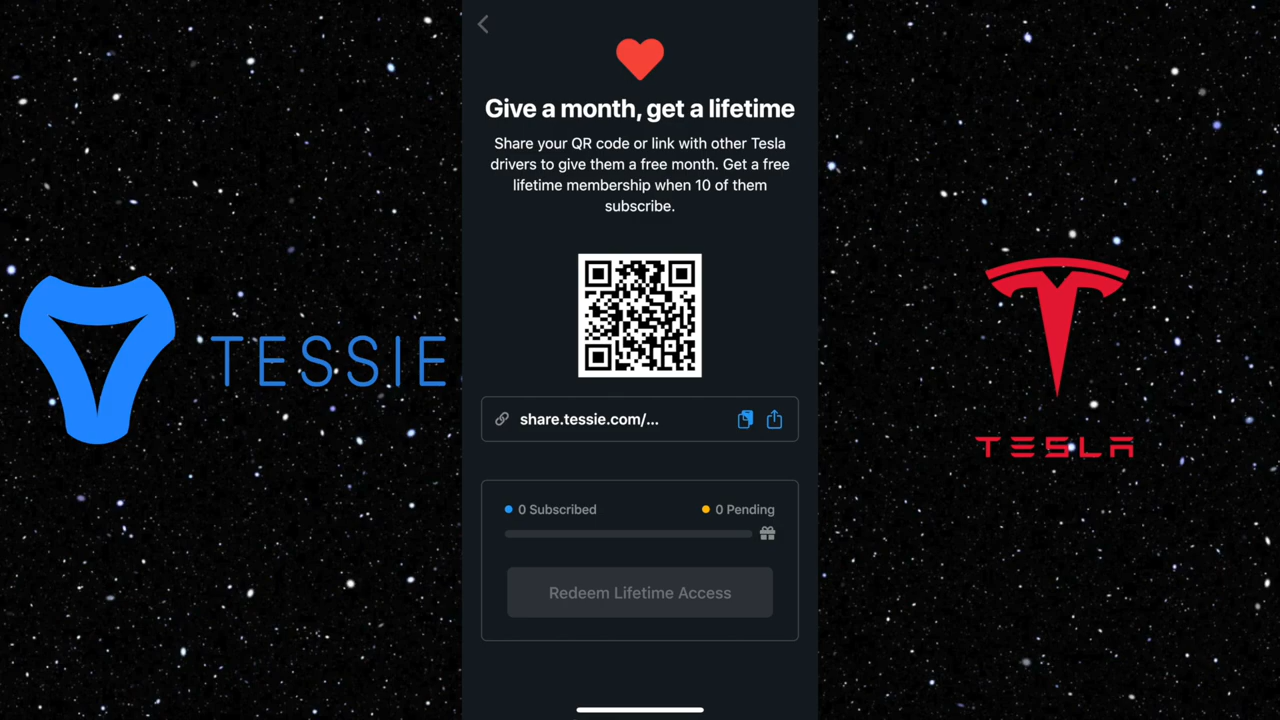 Give a month, get a lifetime
Share your QR code or link with other Tesla
drivers to give them a free month. Get a free
lifetime membership when 10 of them
subscribe.
TESSIE
TESLA
share.tessie.com/...
0 Subscribed
0 Pending
Redeem Lifetime Access